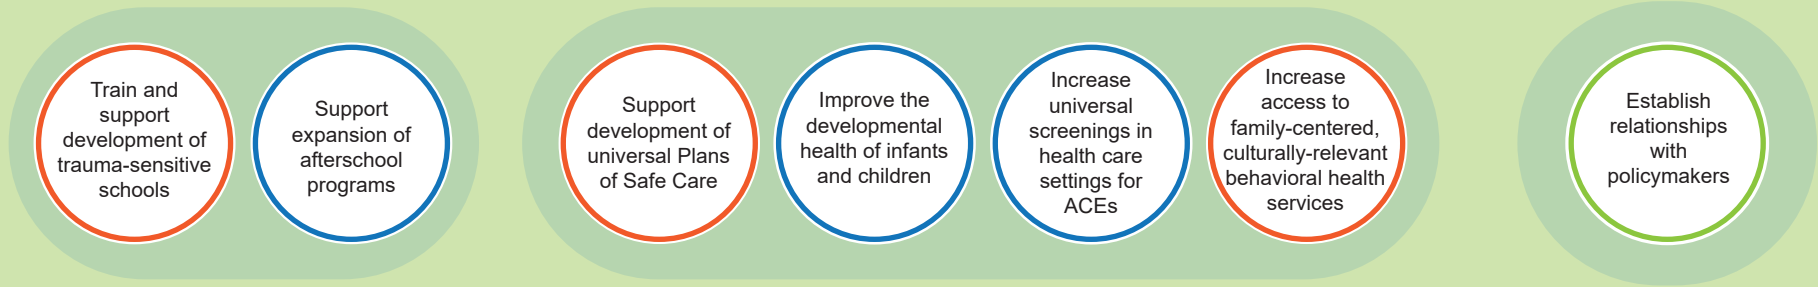 Train and
support
development of
trauma-sensitive
schools
Support
expansion of
afterschool
programs
Support
development of
universal Plans
of Safe Care
Improve the
developmental
health of infants
and children
Increase
universal
screenings in
health care
settings for
ACEs
Increase
access to
family-centered,
culturally-relevant
behavioral health
services
Establish
relationships
with
policymakers